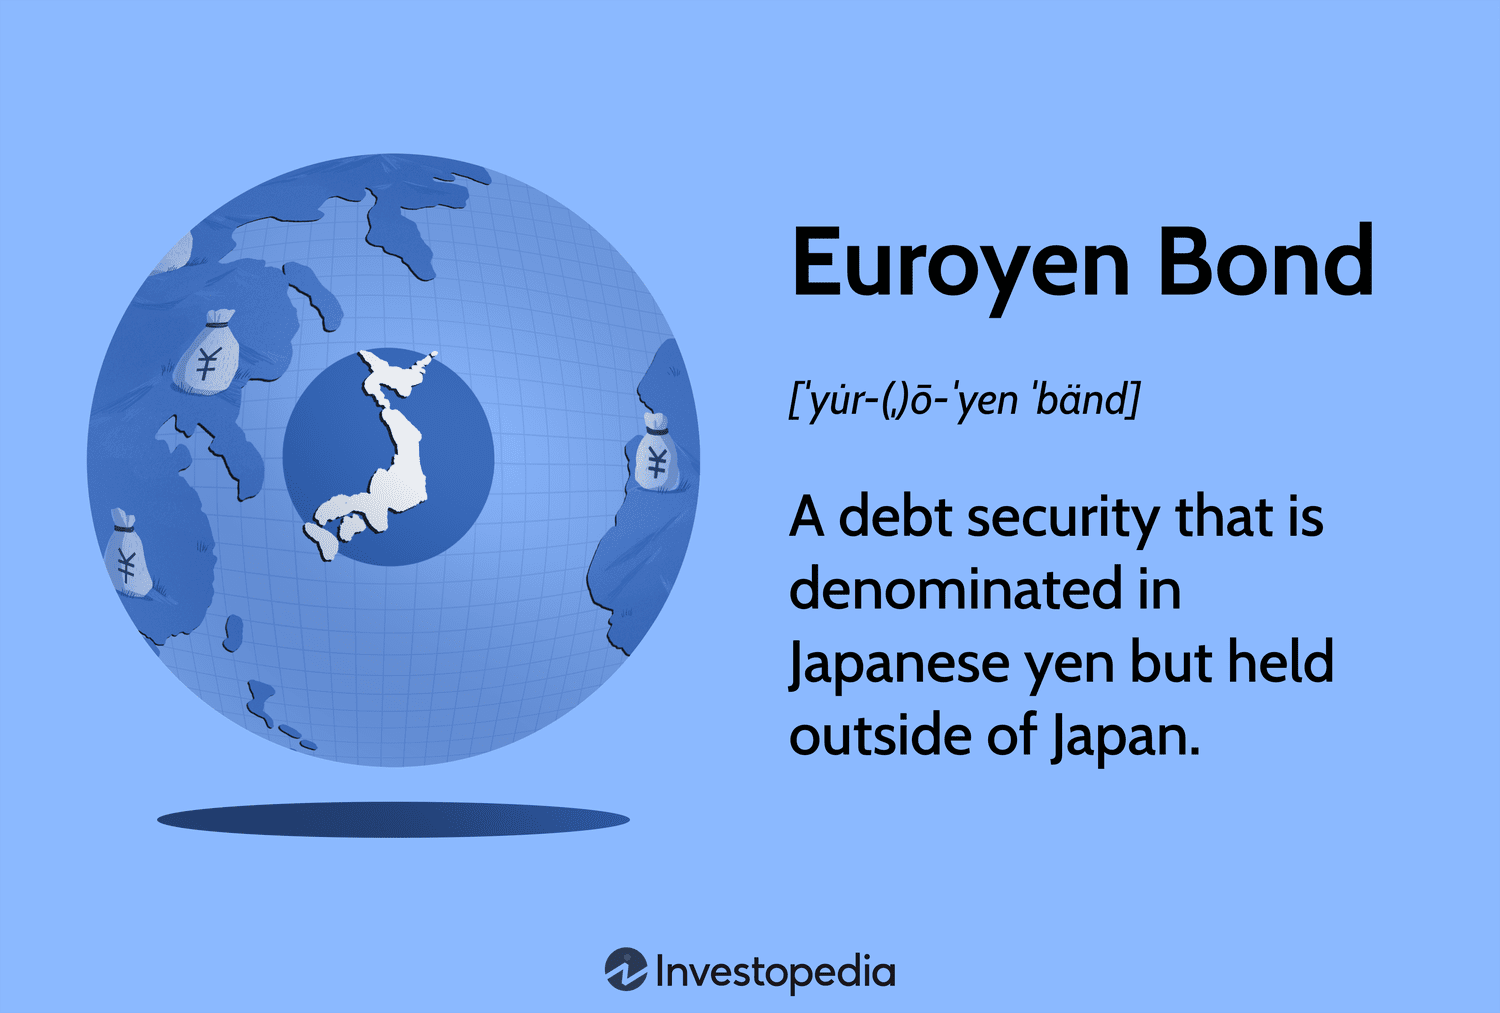 Euroyen Bond
[ˈyu̇r-(ˌ)ō-ˈyen ˈbänd]
A debt security that is
denominated in
Japanese yen but held
outside of Japan.
¥
¥
¥
Investopedia